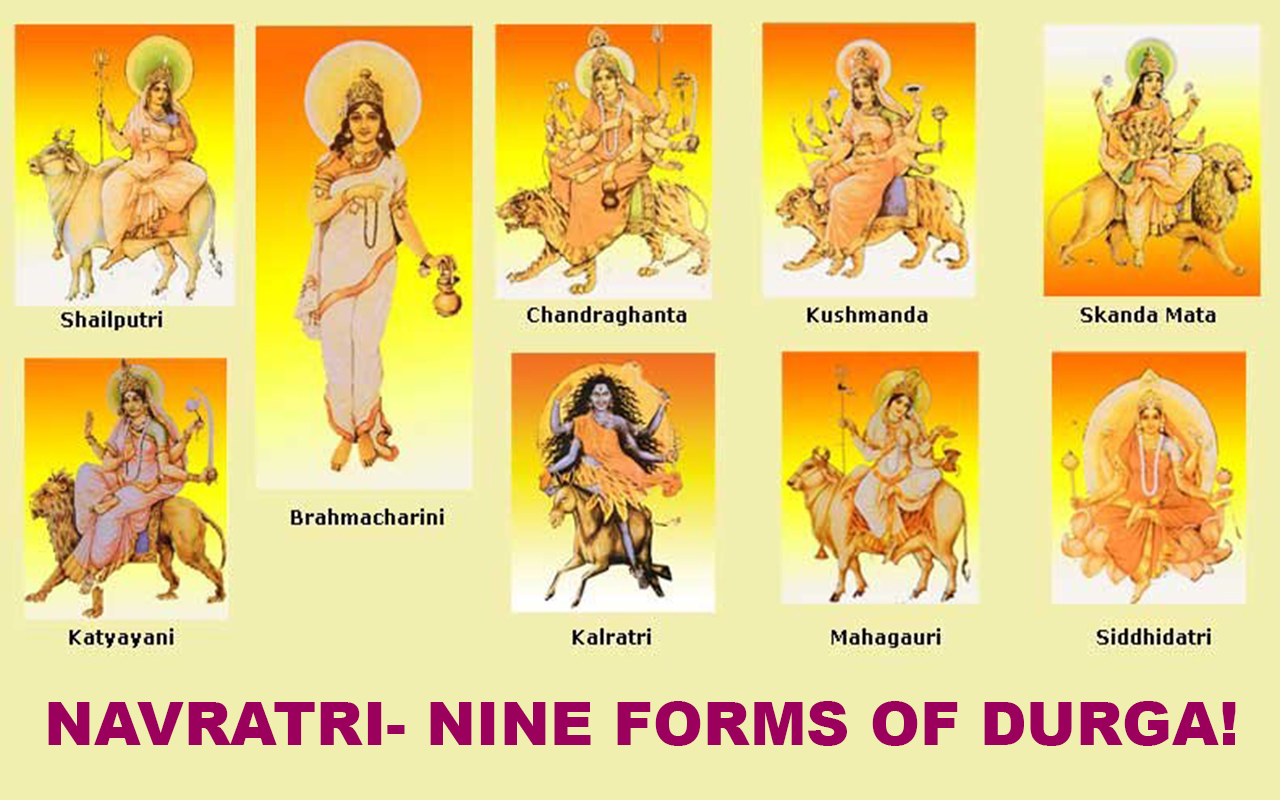 Shailputri
Brahmacharini
Chandraghanta
Kushmanda
Skanda Mata
Katyayani
Kalratri
Mahagauri
Siddhidatri
NAVRATRI- NINE FORMS OF DURGA!